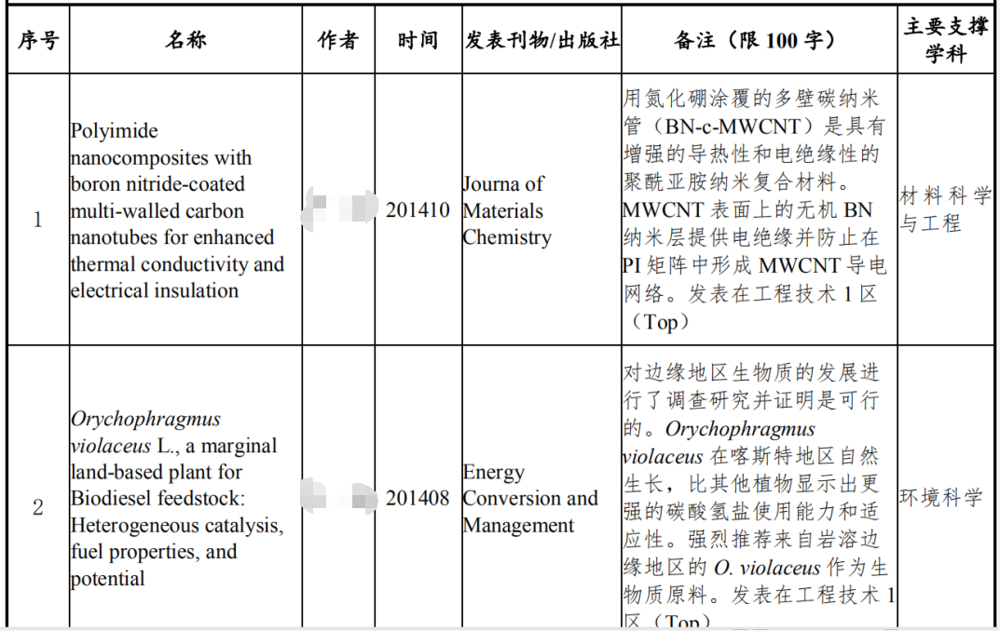 序号 名称 作者 时间 发表刊物/出版社 备注（限 100 字） 主要支撑
学科
1
Polyimide
nanocomposites with
boron nitride-coated
multi-walled carbon
nanotubes for enhanced
thermal conductivity and
electrical insulation
201410
Journa of
Materials
Chemistry
用氮化硼涂覆的多壁碳纳米
管（BN-c-MWCNT）是具有
增强的导热性和电绝缘性的
聚酰亚胺纳米复合材料。
MWCNT 表面上的无机 BN
纳米层提供电绝缘并防止在
PI 矩阵中形成 MWCNT 导电
网络。发表在工程技术 1 区
（Top）
材料科学
与工程
2
Orychophragmus
violaceus L., a marginal
land-based plant for
Biodiesel feedstock:
Heterogeneous catalysis,
fuel properties, and
potential
201408
Energy
Conversion and
Management
对边缘地区生物质的发展进
行了调查研究并证明是可行
的。Orychophragmus
violaceus 在喀斯特地区自然
生长，比其他植物显示出更
强的碳酸氢盐使用能力和适
应性。强烈推荐来自岩溶边
缘地区的 O. violaceus 作为生
物质原料。发表在工程技术 1
区（Top）
环境科学